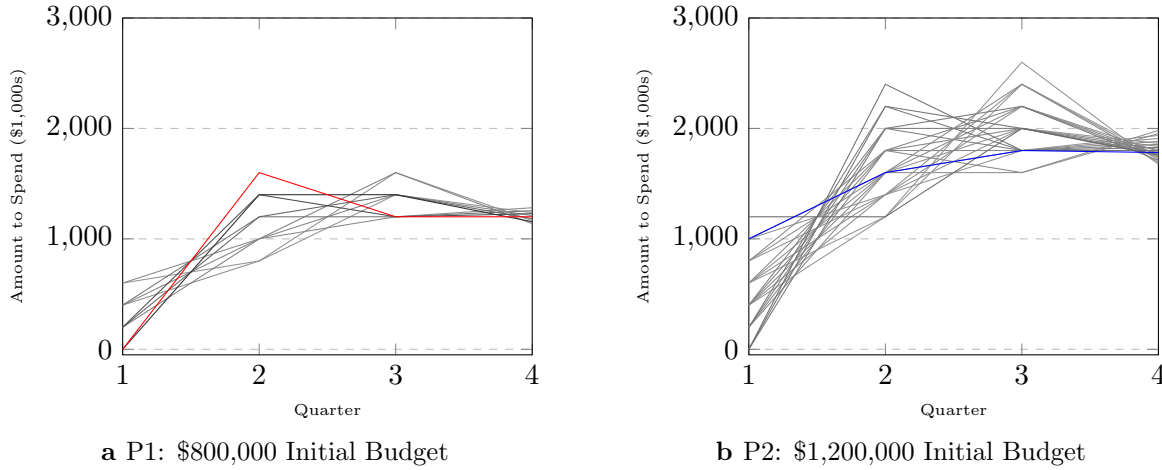 3,000
2,000
1,000
0
1 2 3 4
Amount to Spend ($1,000s)
Quarter
a P1: $800,000 Initial Budget
3,000
2,000
1,000
0
1 2 3 4
Amount to Spend ($1,000s)
Quarter
b P2: $1,200,000 Initial Budget